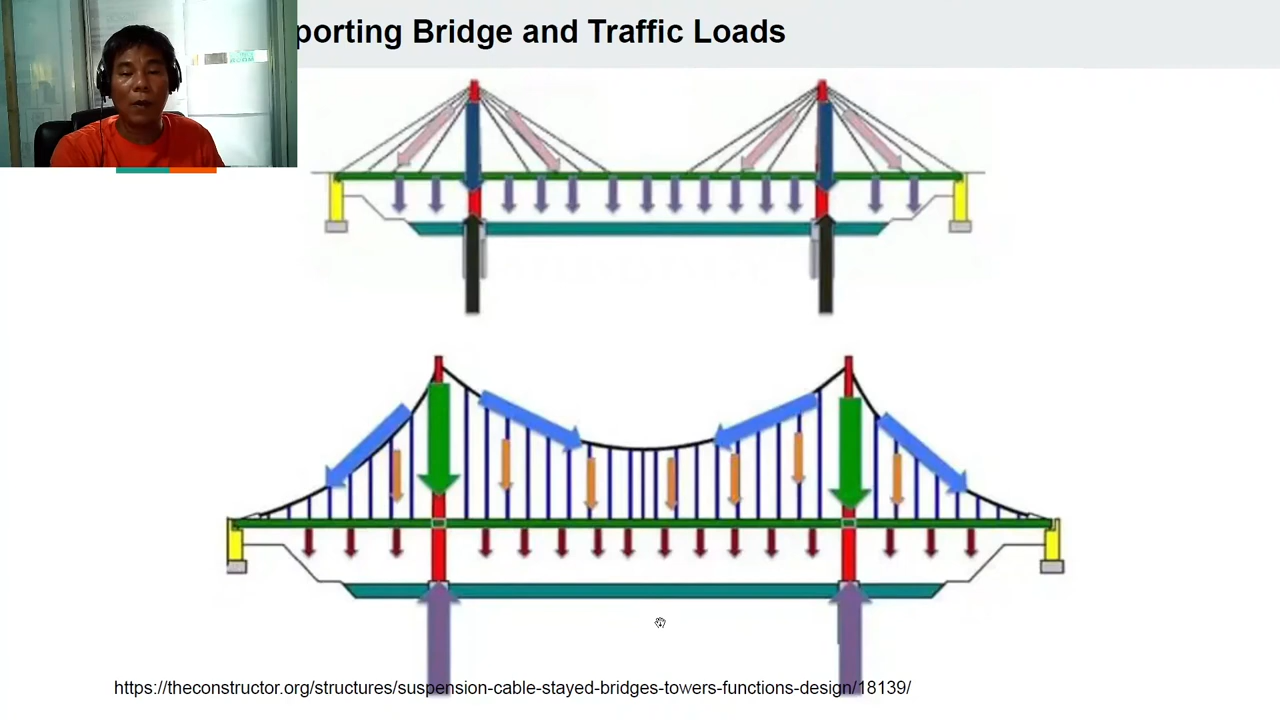 porting Bridge and Traffic Loads
https://theconstructor.org/structures/suspension-cable-stayed-bridges-towers-functions-design/18139/